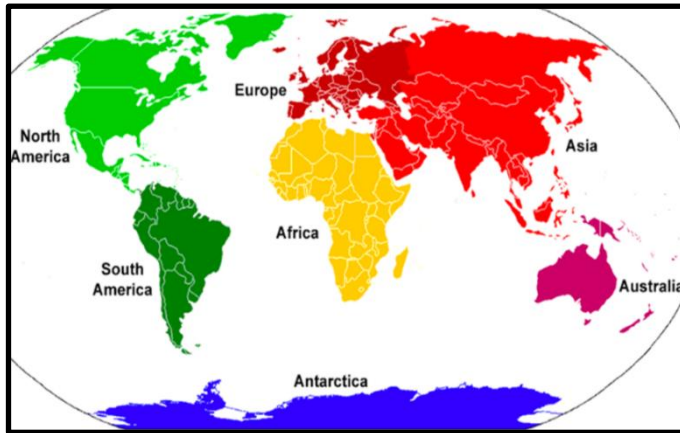 Europe
North
America
Asia
Africa
South
America
Australia
Antarctica